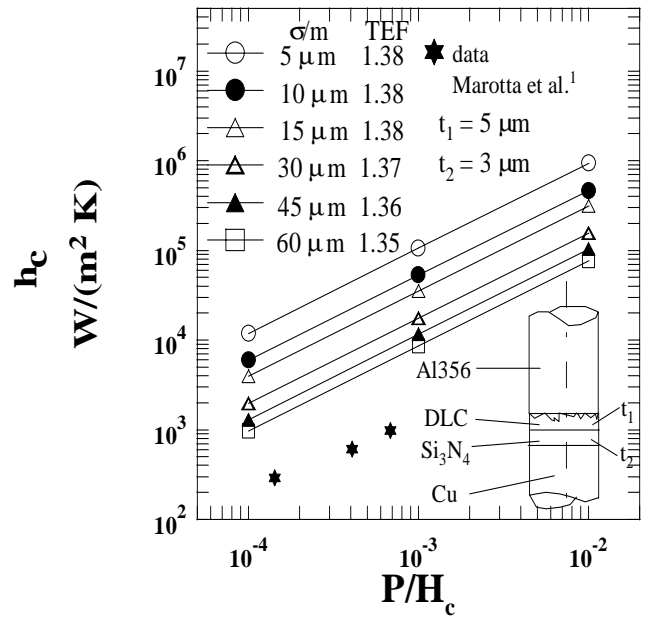 σ/m TEF
5 μm 1.38
10 μm 1.38
15 μm 1.38
30 μm 1.37
45 μm 1.36
60 μm 1.35
data
Marotta et al.¹
t₁ = 5 μm
t₂ = 3 μm
10⁷
10⁶
10⁵
10⁴
10³
10²
h_c
W/(m² K)
Al356
DLC
Si₃N₄
Cu
t₁
t₂
10⁻⁴ 10⁻³ 10⁻²
P/H_c